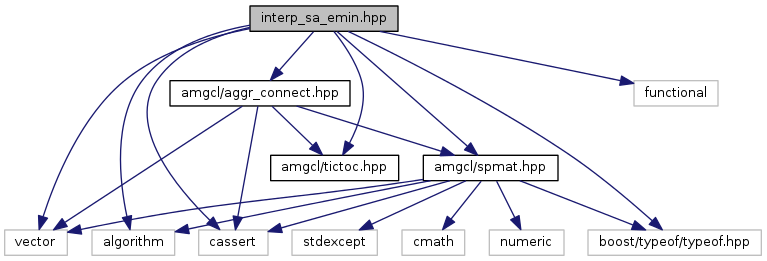 interp_sa_emin.hpp
amgcl/aggr_connect.hpp
functional
amgcl/tictoc.hpp
amgcl/spmat.hpp
vector
algorithm
cassert
stdexcept
cmath
numeric
boost/typeof/typeof.hpp